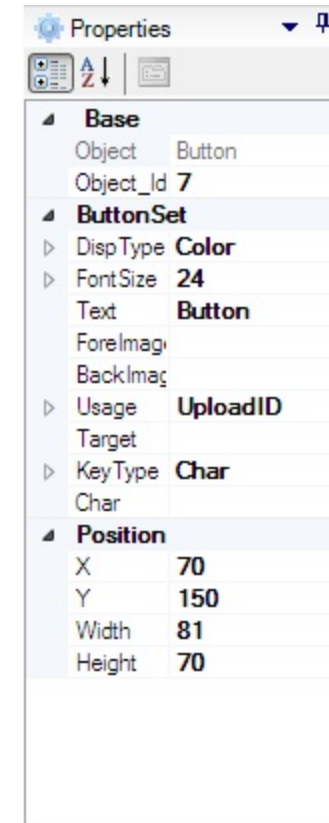 Properties
A
Z
Base
Object Button
Object_Id 7
ButtonSet
DispType Color
FontSize 24
Text Button
ForeImag
BackImag
Usage UploadID
Target
KeyType Char
Char
Position
X 70
Y 150
Width 81
Height 70